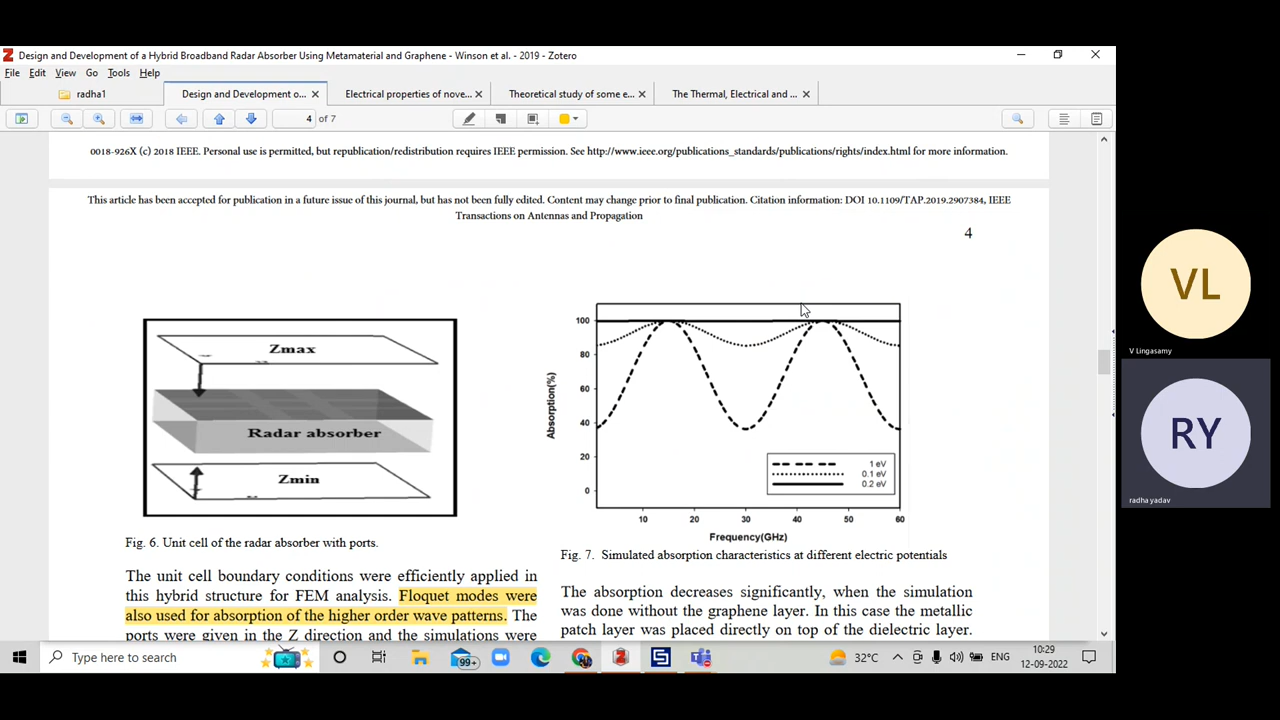 Design and Development of a Hybrid Broadband Radar Absorber Using Metamaterial and Graphene - Winson et al. - 2019 - Zotero
File Edit View Go Tools Help
radha1
Design and Development o...
Electrical properties of nove...
Theoretical study of some e...
The Thermal, Electrical and ...
4 of 7
0018-926X (c) 2018 IEEE. Personal use is permitted, but republication/redistribution requires IEEE permission. See http://www.ieee.org/publications_standards/publications/rights/index.html for more information.
This article has been accepted for publication in a future issue of this journal, but has not been fully edited. Content may change prior to final publication. Citation information: DOI 10.1109/TAP.2019.2907384, IEEE
Transactions on Antennas and Propagation
4
Zmax
Radar absorber
Zmin
Fig. 6. Unit cell of the radar absorber with ports.
The unit cell boundary conditions were efficiently applied in
this hybrid structure for FEM analysis. Floquet modes were
also used for absorption of the higher order wave patterns. The
ports were given in the Z direction and the simulations were
Absorption(%)
100
80
60
40
20
0
1 eV
0.1 eV
0.2 eV
10 20 30 40 50 60
Frequency(GHz)
Fig. 7. Simulated absorption characteristics at different electric potentials
The absorption decreases significantly, when the simulation
was done without the graphene layer. In this case the metallic
patch layer was placed directly on top of the dielectric layer.
VL
V Lingasamy
RY
radha yadav
Type here to search
99+
32°C
ENG
10:29
12-09-2022